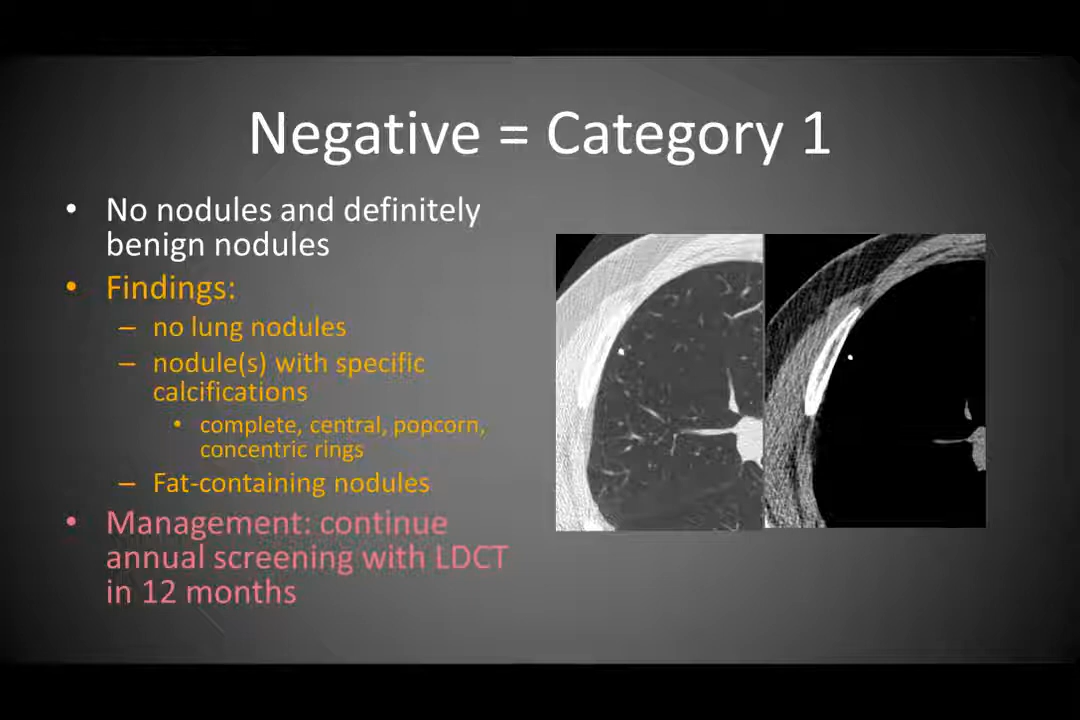 Negative = Category 1
• No nodules and definitely
benign nodules
• Findings:
– no lung nodules
– nodule(s) with specific
calcifications
• complete, central, popcorn,
concentric rings
– Fat-containing nodules
• Management: continue
annual screening with LDCT
in 12 months